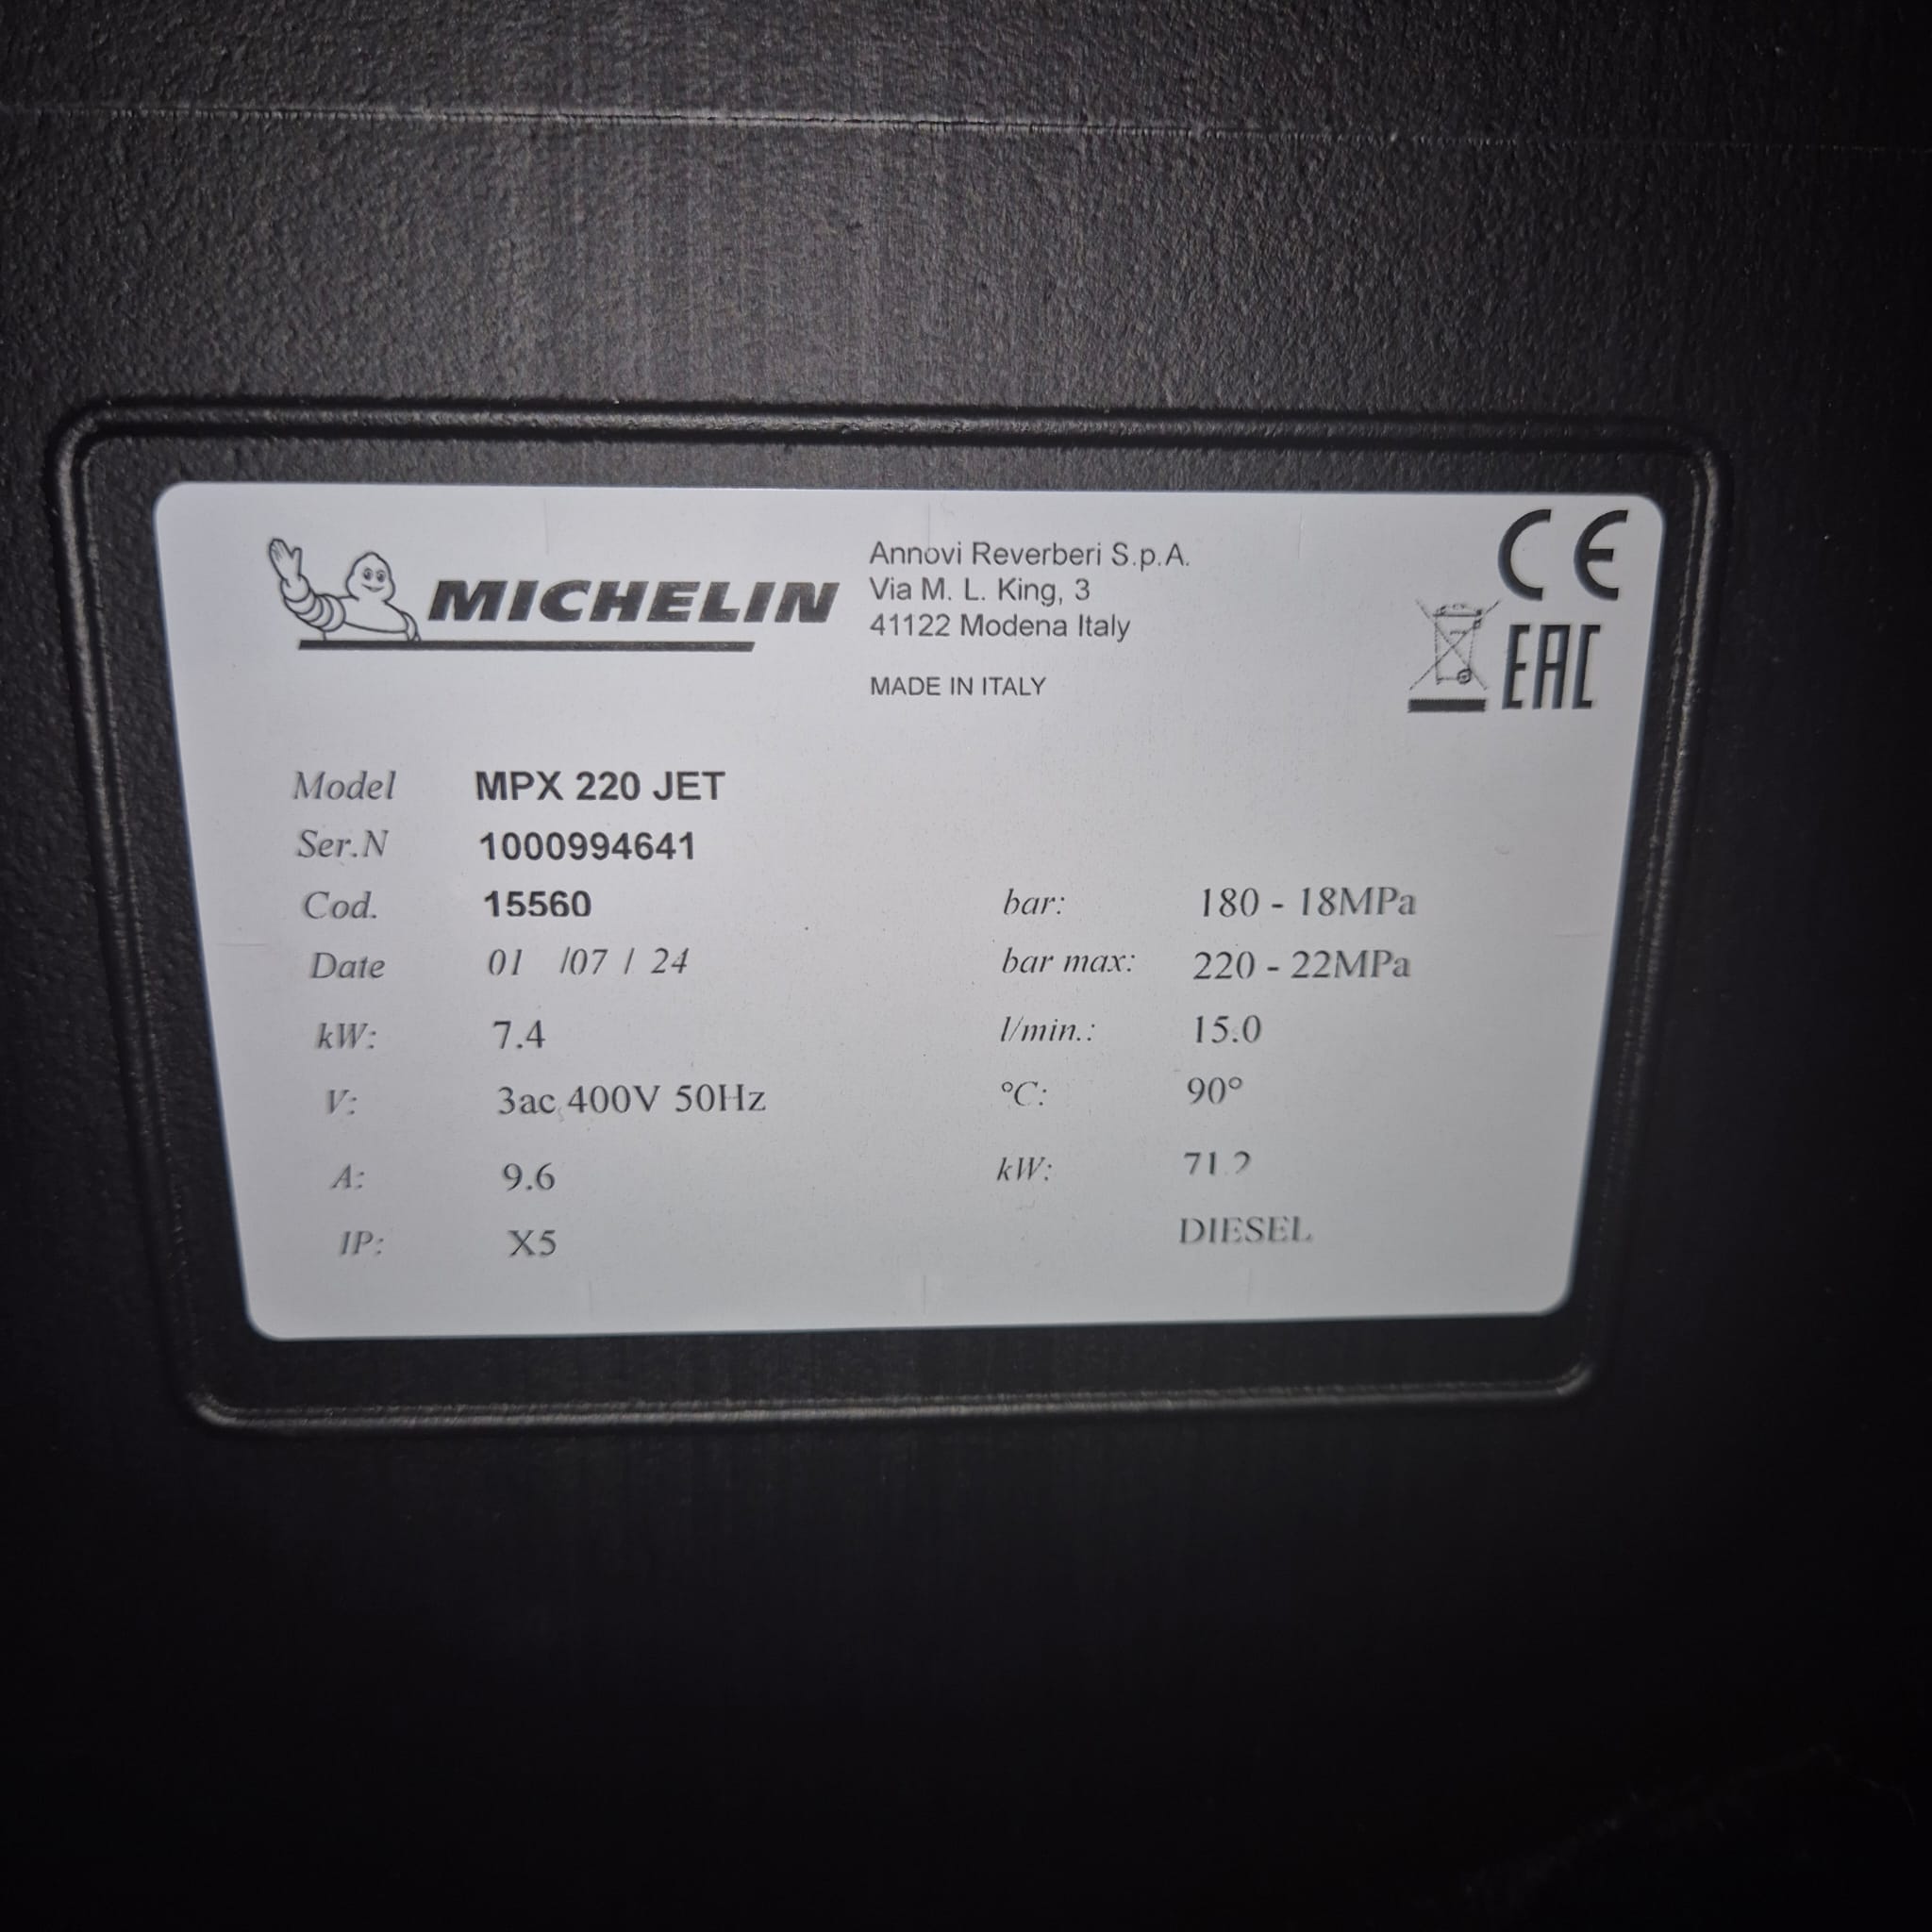 MICHELIN
Annovi Reverberi S.p.A.
Via M. L. King, 3
41122 Modena Italy
MADE IN ITALY
CE
EAC
Model MPX 220 JET
Ser.N 1000994641
Cod. 15560
Date 01 /07 / 24
kW: 7.4
V: 3ac 400V 50Hz
A: 9.6
IP: X5
bar: 180 - 18MPa
bar max: 220 - 22MPa
l/min.: 15.0
°C: 90°
kW: 71.2
DIESEL